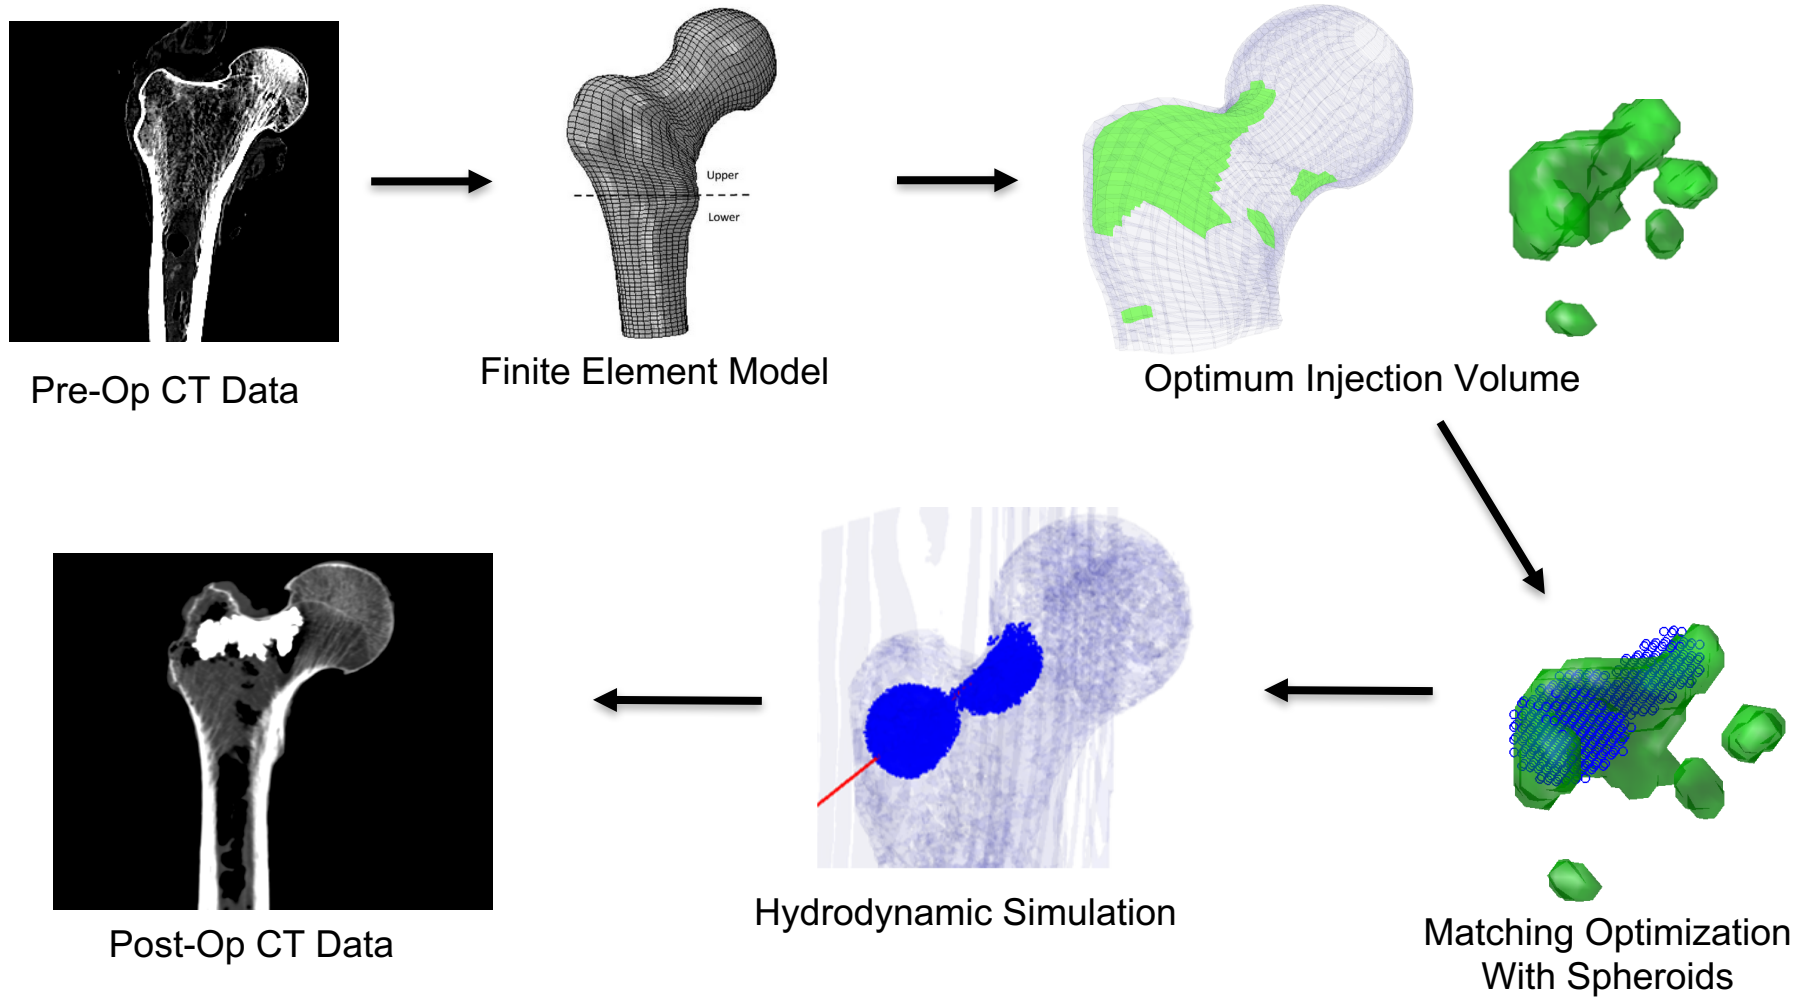 Upper
Lower
Pre-Op CT Data
Finite Element Model
Optimum Injection Volume
Post-Op CT Data
Hydrodynamic Simulation
Matching Optimization
With Spheroids